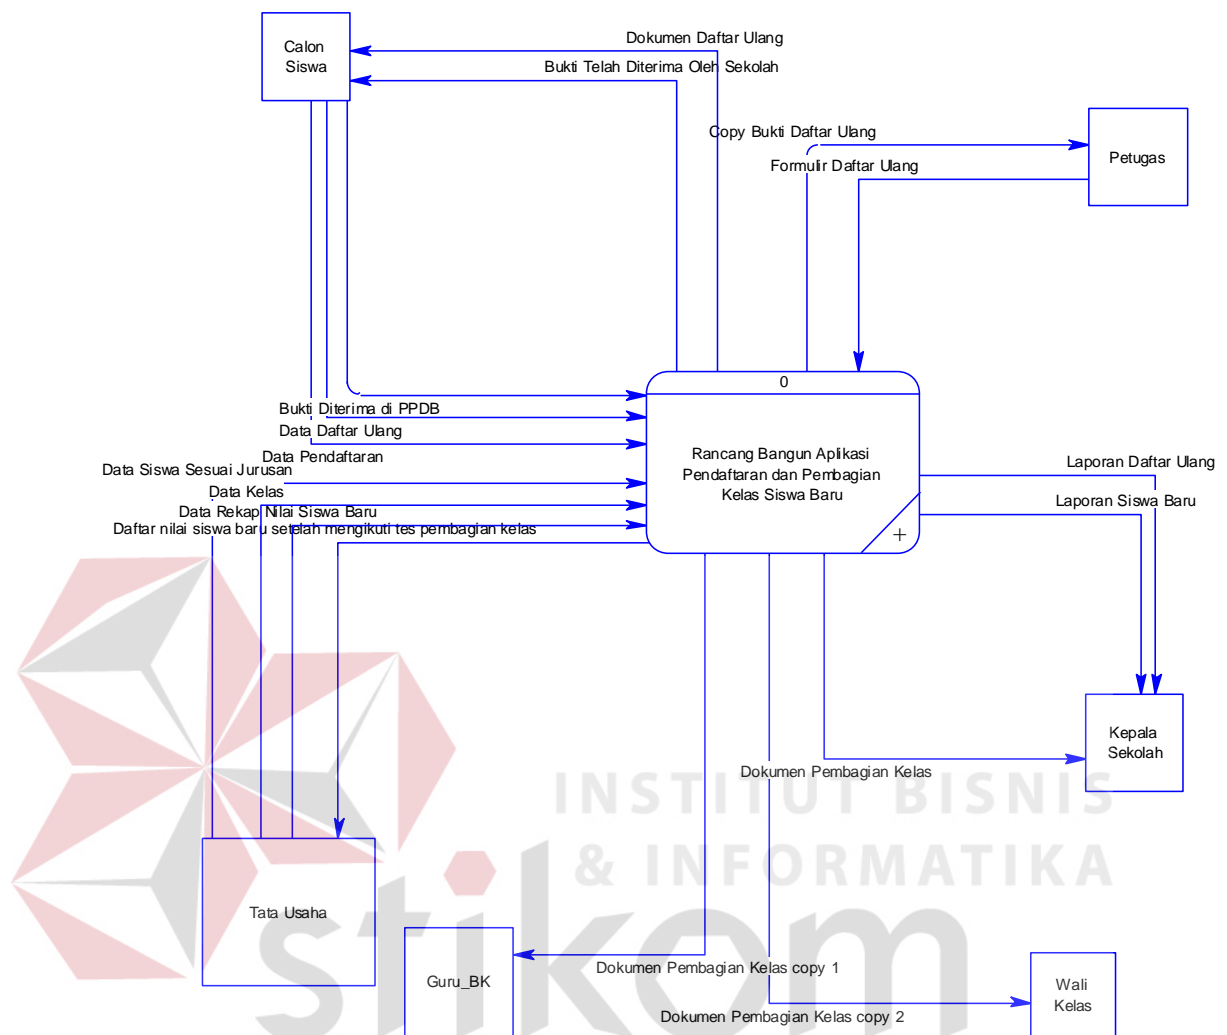 Calon
Siswa
Dokumen Daftar Ulang
Bukti Telah Diterima Oleh Sekolah
Copy Bukti Daftar Ulang
Formulir Daftar Ulang
Petugas
0
Rancang Bangun Aplikasi
Pendaftaran dan Pembagian
Kelas Siswa Baru
+
Bukti Diterima di PPDB
Data Daftar Ulang
Data Pendaftaran
Data Siswa Sesuai Jurusan
Data Kelas
Data Rekap Nilai Siswa Baru
Daftar nilai siswa baru setelah mengikuti tes pembagian kelas
Laporan Daftar Ulang
Laporan Siswa Baru
Kepala
Sekolah
Dokumen Pembagian Kelas
INSTITUT BISNIS
& INFORMATIKA
stikom
Tata Usaha
Guru_BK
Dokumen Pembagian Kelas copy 1
Dokumen Pembagian Kelas copy 2
Wali
Kelas